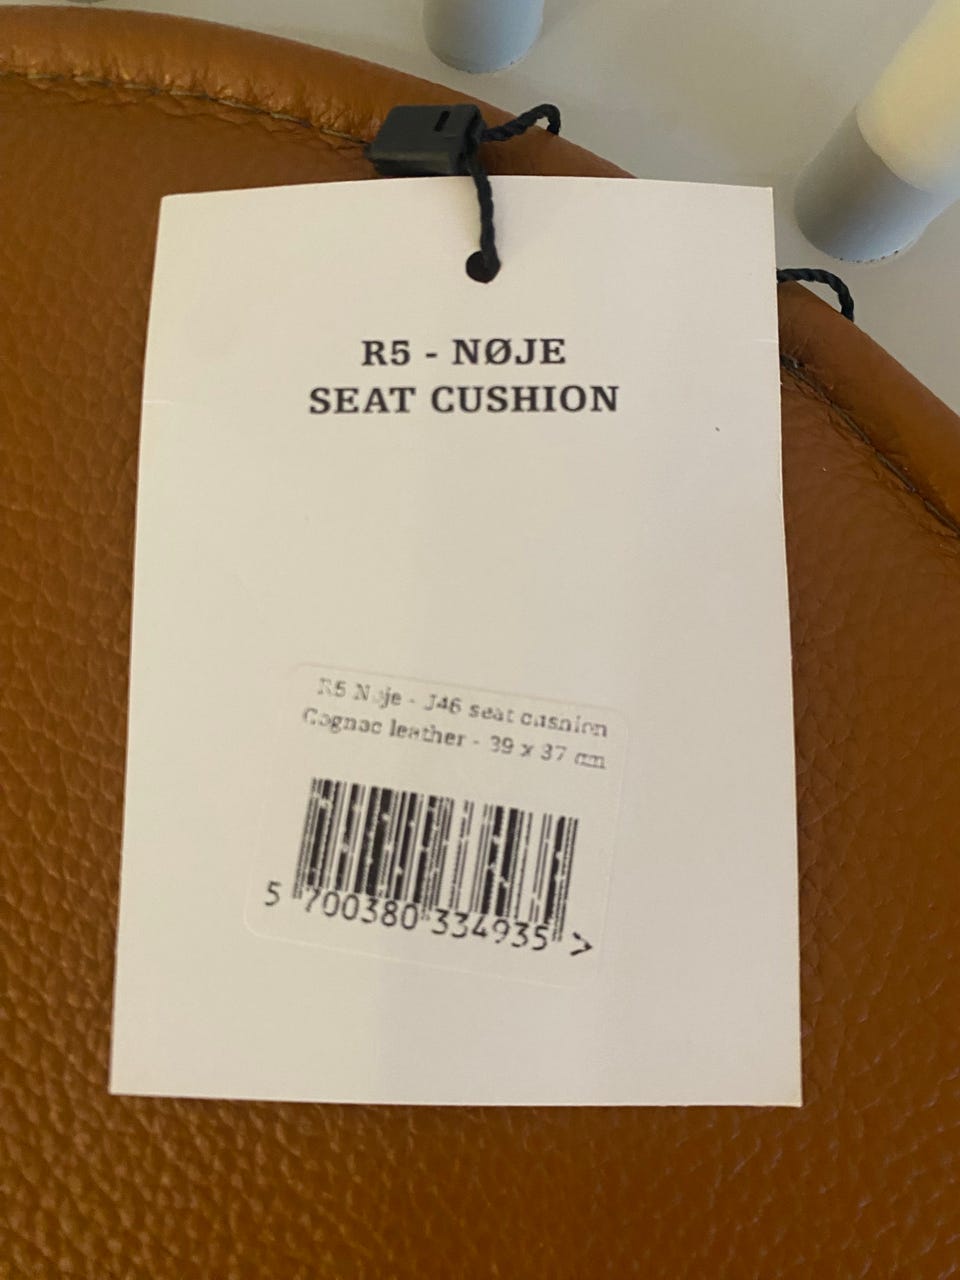 R5 - NØJE
SEAT CUSHION
R5 Nøje - J46 seat cushion
Cognac leather - 39 x 37 cm
5 700380 334935 >